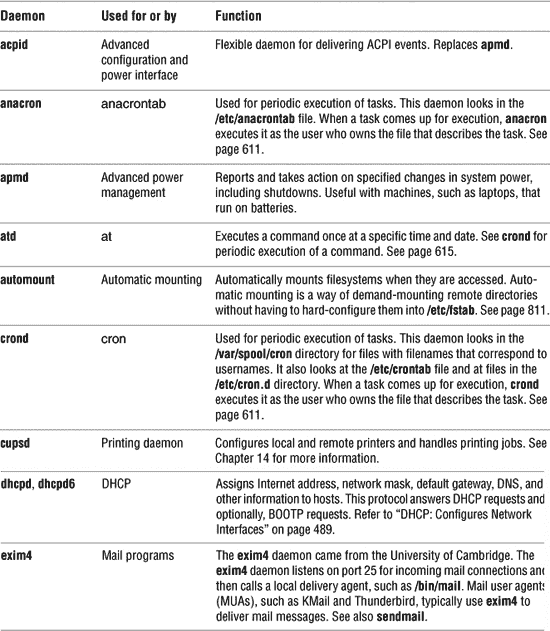 Daemon Used for or by Function
acpid Advanced configuration and power interface Flexible daemon for delivering ACPI events. Replaces apmd.
anacron anacrontab Used for periodic execution of tasks. This daemon looks in the
/etc/anacrontab file. When a task comes up for execution, anacron
executes it as the user who owns the file that describes the task. See
page 611.
apmd Advanced power management Reports and takes action on specified changes in system power,
including shutdowns. Useful with machines, such as laptops, that
run on batteries.
atd at Executes a command once at a specific time and date. See crond for
periodic execution of a command. See page 615.
automount Automatic mounting Automatically mounts filesystems when they are accessed. Auto-
matic mounting is a way of demand-mounting remote directories
without having to hard-configure them into /etc/fstab. See page 811.
crond cron Used for periodic execution of tasks. This daemon looks in the
/var/spool/cron directory for files with filenames that correspond to
usernames. It also looks at the /etc/crontab file and at files in the
/etc/cron.d directory. When a task comes up for execution, crond
executes it as the user who owns the file that describes the task. See
page 611.
cupsd Printing daemon Configures local and remote printers and handles printing jobs. See
Chapter 14 for more information.
dhcpd, dhcpd6 DHCP Assigns Internet address, network mask, default gateway, DNS, and
other information to hosts. This protocol answers DHCP requests and,
optionally, BOOTP requests. Refer to “DHCP: Configures Network
Interfaces” on page 489.
exim4 Mail programs The exim4 daemon came from the University of Cambridge. The
exim4 daemon listens on port 25 for incoming mail connections and
then calls a local delivery agent, such as /bin/mail. Mail user agents
(MUAs), such as KMail and Thunderbird, typically use exim4 to
deliver mail messages. See also sendmail.